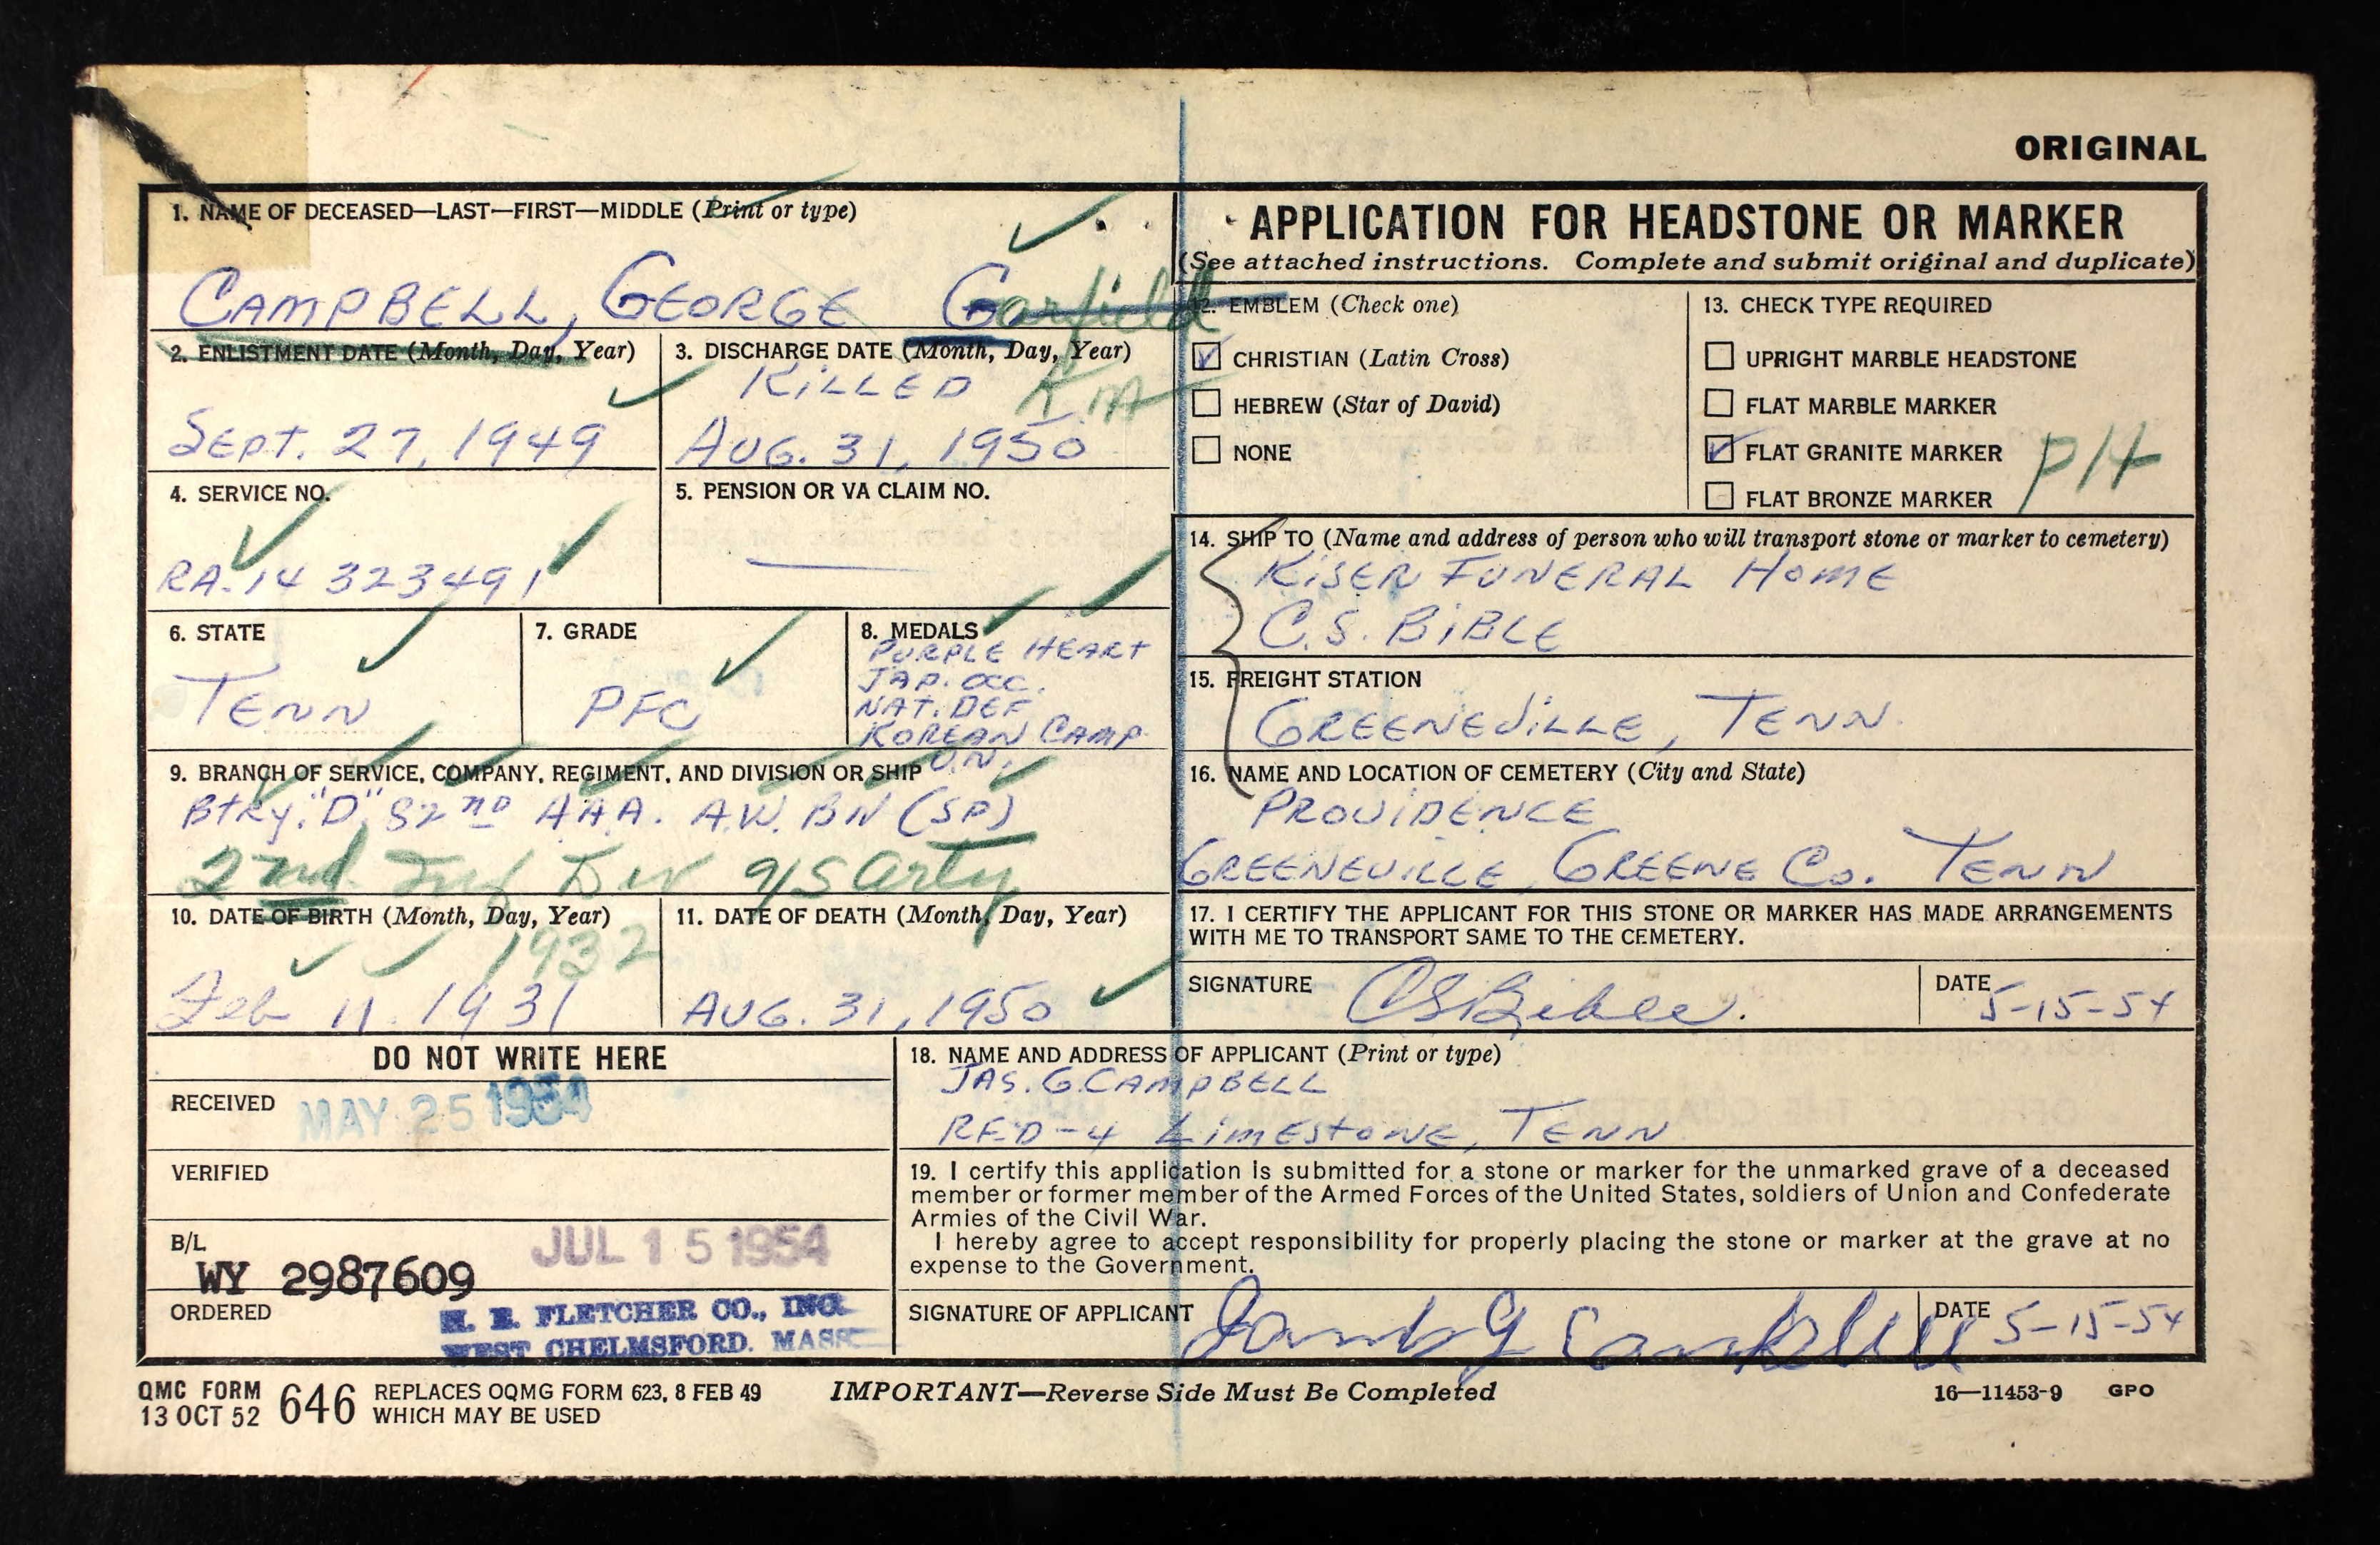 ORIGINAL
1. NAME OF DECEASED—LAST—FIRST—MIDDLE (Print or type)
CAMPBELL, GEORGE Garfield
2. ENLISTMENT DATE (Month, Day, Year)
SEPT. 27, 1949
3. DISCHARGE DATE (Month, Day, Year)
KILLED
AUG. 31, 1950
4. SERVICE NO.
RA. 14 323491
5. PENSION OR VA CLAIM NO.
6. STATE
TENN
7. GRADE
PFC
8. MEDALS
PURPLE HEART
JAP. OCC.
NAT. DEF
KOREAN CAMP
U.N.
9. BRANCH OF SERVICE, COMPANY, REGIMENT, AND DIVISION OR SHIP
Btry. "D" 82nd AAA. A.W. BN (SP)
2nd Inf Div Arty
10. DATE OF BIRTH (Month, Day, Year)
1932
Feb 11. 1931
11. DATE OF DEATH (Month, Day, Year)
AUG. 31, 1950
APPLICATION FOR HEADSTONE OR MARKER
(See attached instructions. Complete and submit original and duplicate)
12. EMBLEM (Check one)
CHRISTIAN (Latin Cross)
HEBREW (Star of David)
NONE
13. CHECK TYPE REQUIRED
UPRIGHT MARBLE HEADSTONE
FLAT MARBLE MARKER
FLAT GRANITE MARKER
PH
FLAT BRONZE MARKER
14. SHIP TO (Name and address of person who will transport stone or marker to cemetery)
KISER FUNERAL HOME
C.S. BIBLE
15. FREIGHT STATION
GREENEVILLE, TENN.
16. NAME AND LOCATION OF CEMETERY (City and State)
PROVIDENCE
GREENEVILLE, GREENE CO. TENN
17. I CERTIFY THE APPLICANT FOR THIS STONE OR MARKER HAS MADE ARRANGEMENTS
WITH ME TO TRANSPORT SAME TO THE CEMETERY.
SIGNATURE CS Bible.
DATE 5-15-54
DO NOT WRITE HERE
RECEIVED MAY 25 1954
VERIFIED
B/L
WY 2987609
JUL 15 1954
ORDERED
H. E. FLETCHER CO., INC.
WEST CHELMSFORD, MASS
18. NAME AND ADDRESS OF APPLICANT (Print or type)
JAS. G. CAMPBELL
R.F.D-4 LIMESTONE, TENN
19. I certify this application is submitted for a stone or marker for the unmarked grave of a deceased
member or former member of the Armed Forces of the United States, soldiers of Union and Confederate
Armies of the Civil War.
I hereby agree to accept responsibility for properly placing the stone or marker at the grave at no
expense to the Government.
SIGNATURE OF APPLICANT James G Campbell
DATE 5-15-54
QMC FORM
13 OCT 52
646
REPLACES OQMG FORM 623, 8 FEB 49
WHICH MAY BE USED
IMPORTANT—Reverse Side Must Be Completed
16—11453-9 GPO